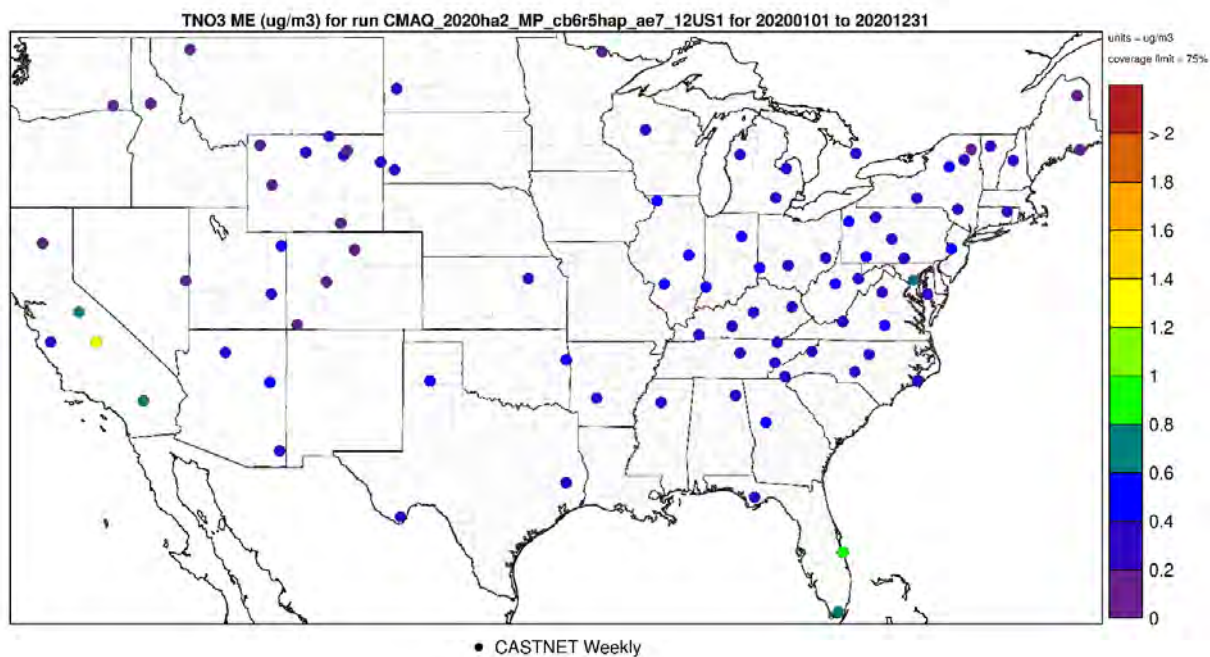 TNO3 ME (ug/m3) for run CMAQ_2020ha2_MP_cb6r5hap_ae7_12US1 for 20200101 to 20201231
units = ug/m3
coverage limit = 75%
> 2
1.8
1.6
1.4
1.2
1
0.8
0.6
0.4
0.2
0
CASTNET Weekly